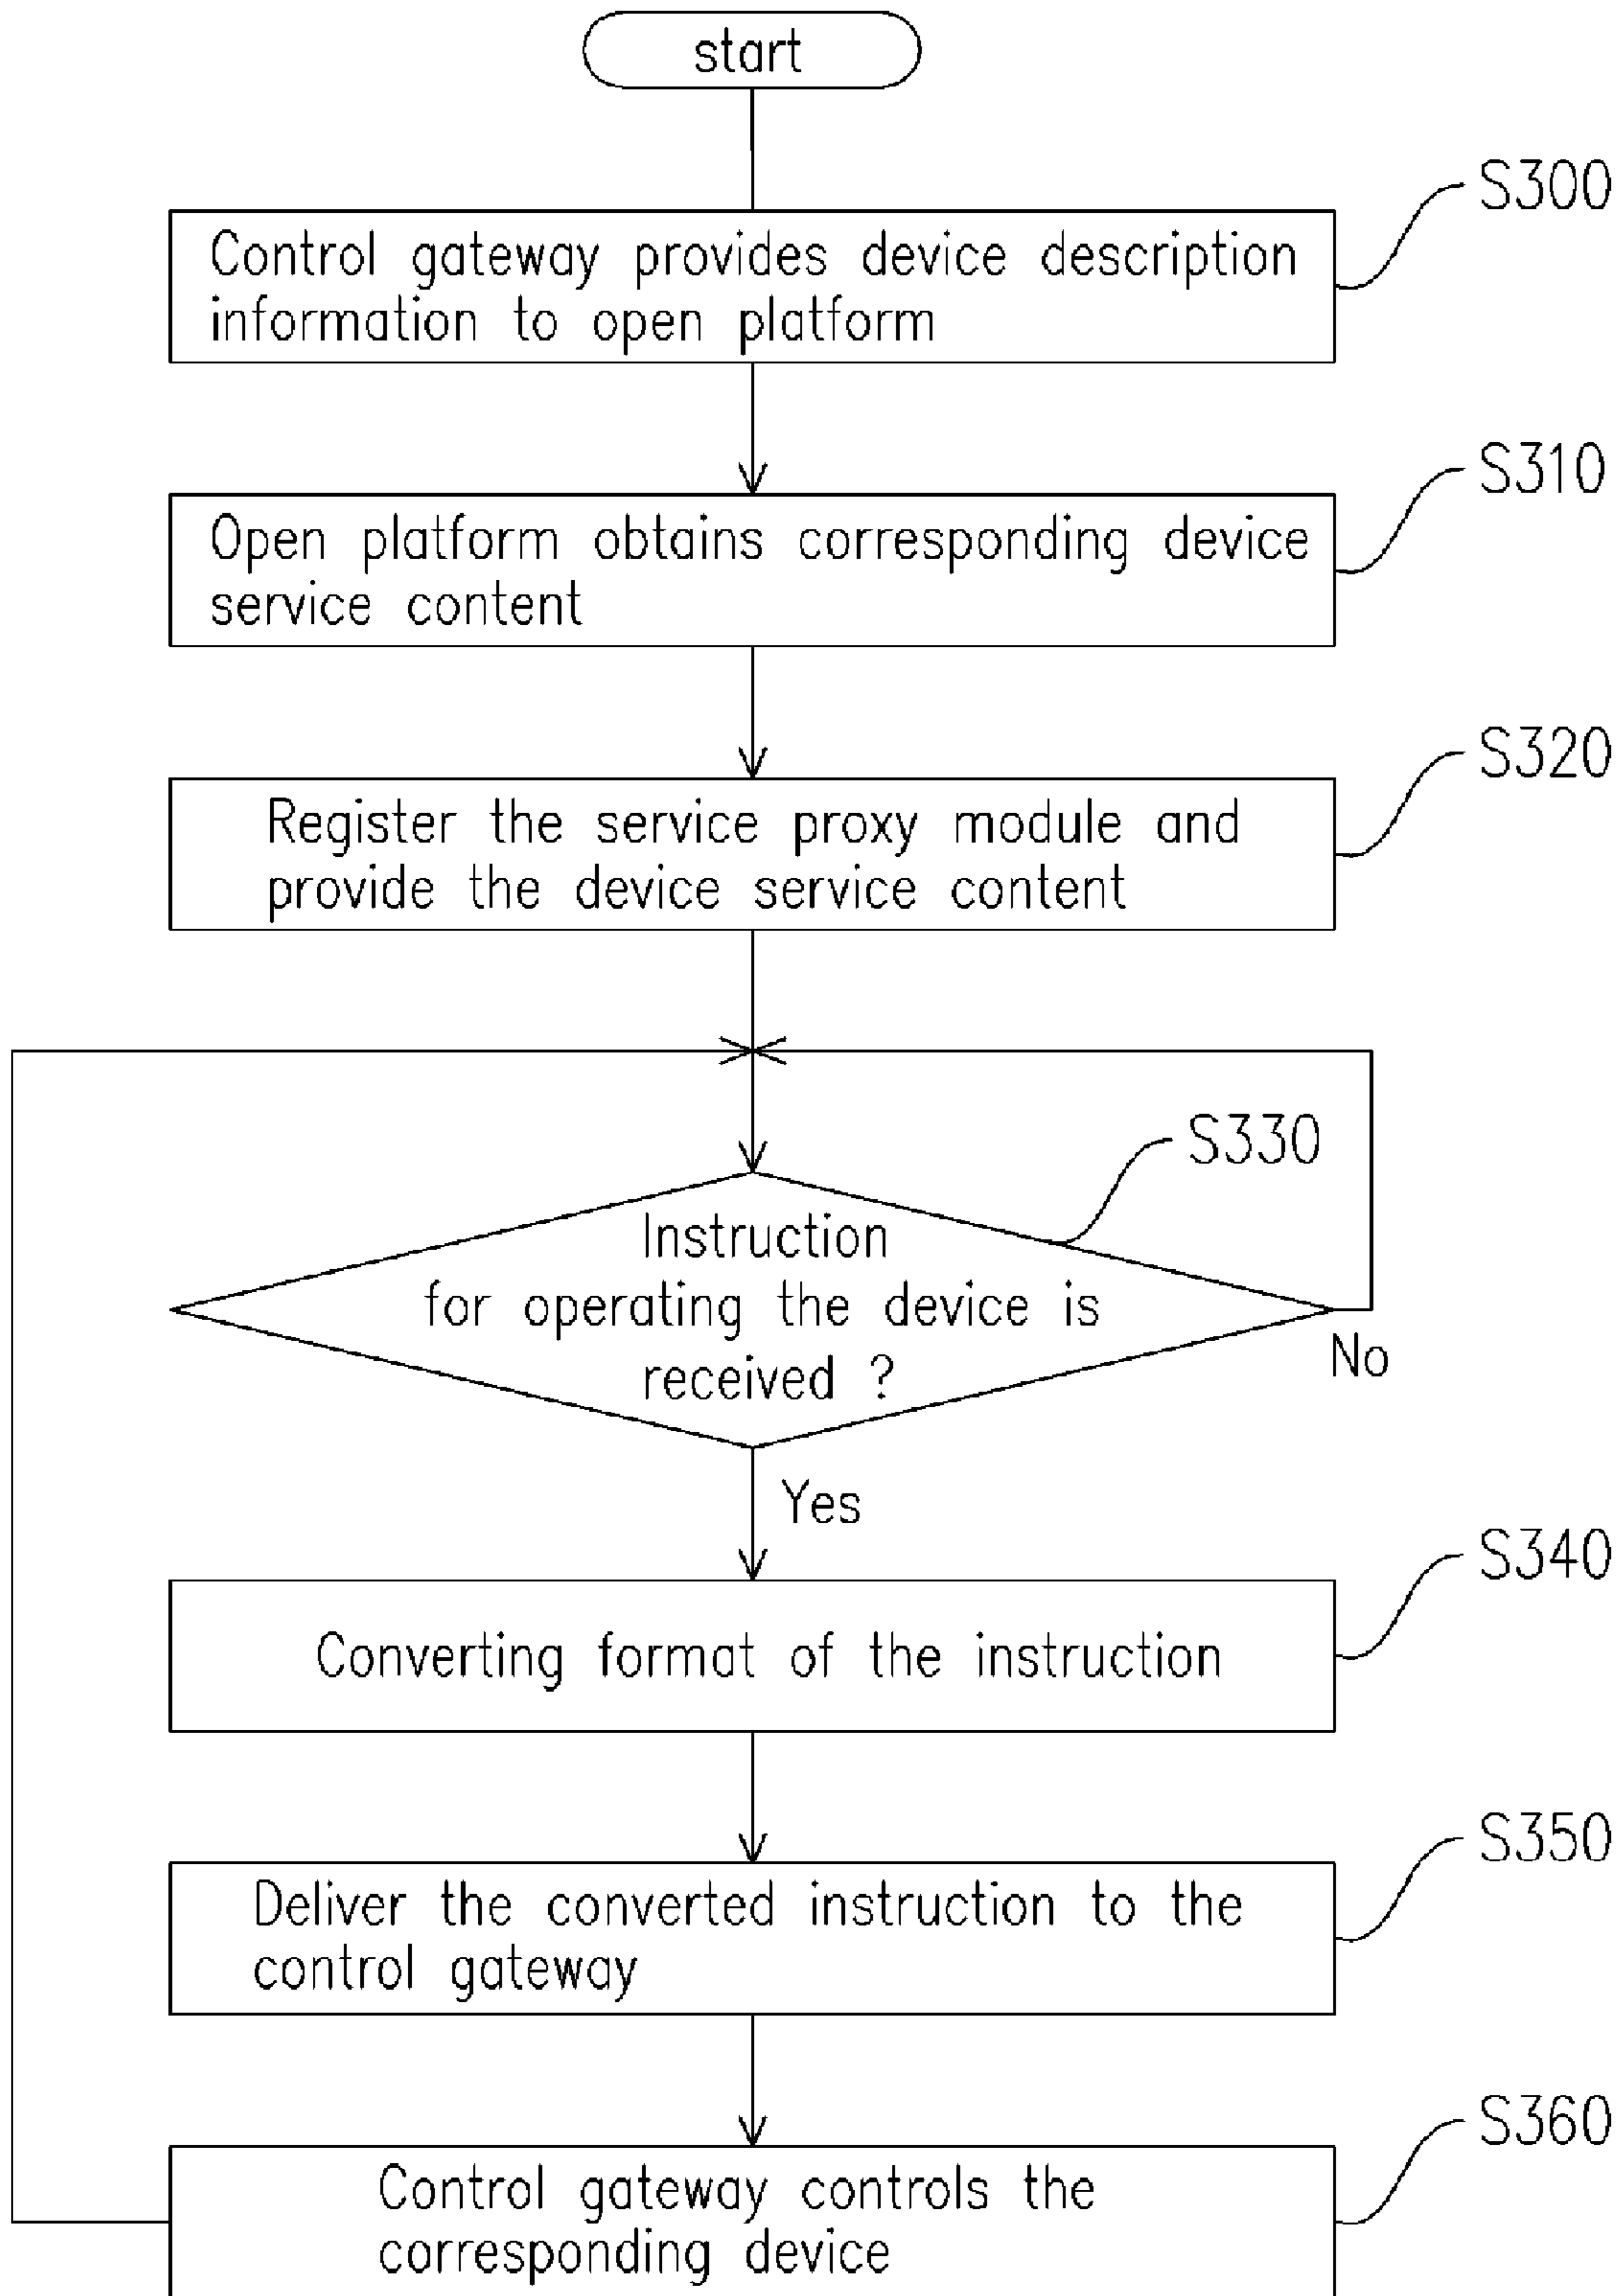 start
S300
Control gateway provides device description
information to open platform
S310
Open platform obtains corresponding device
service content
S320
Register the service proxy module and
provide the device service content
S330
Instruction
for operating the device is
received ?
No
Yes
S340
Converting format of the instruction
S350
Deliver the converted instruction to the
control gateway
S360
Control gateway controls the
corresponding device